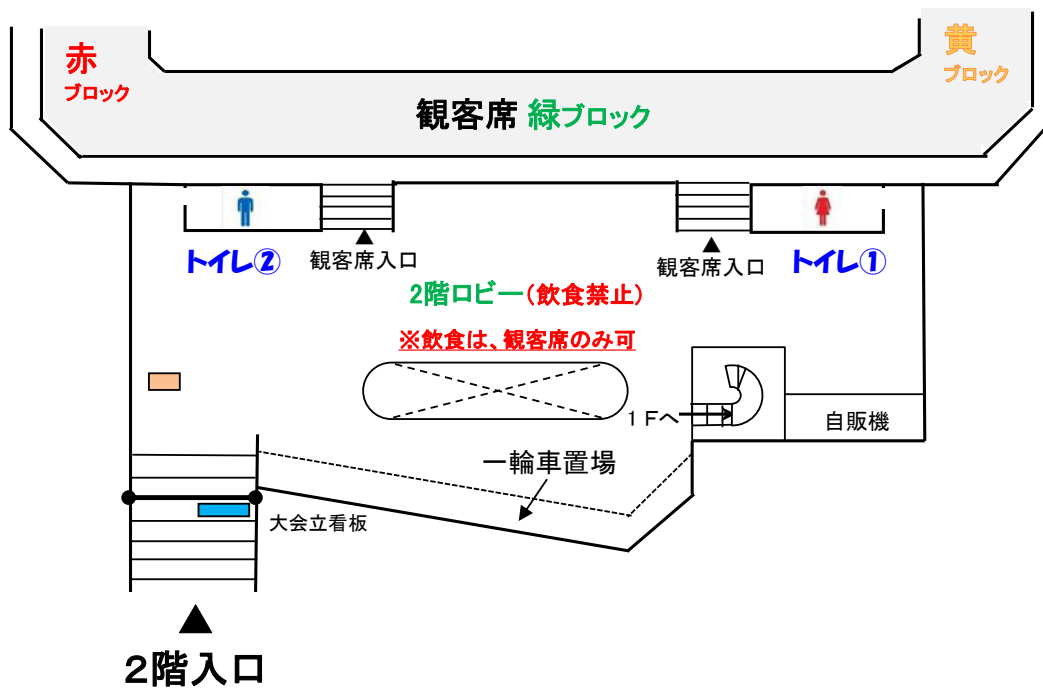 赤
ブロック
黄
ブロック
観客席 緑ブロック
トイレ②
観客席入口
観客席入口
トイレ①
2階ロビー(飲食禁止)
※飲食は、観客席のみ可
1Fへ
自販機
一輪車置場
大会立看板
2階入口